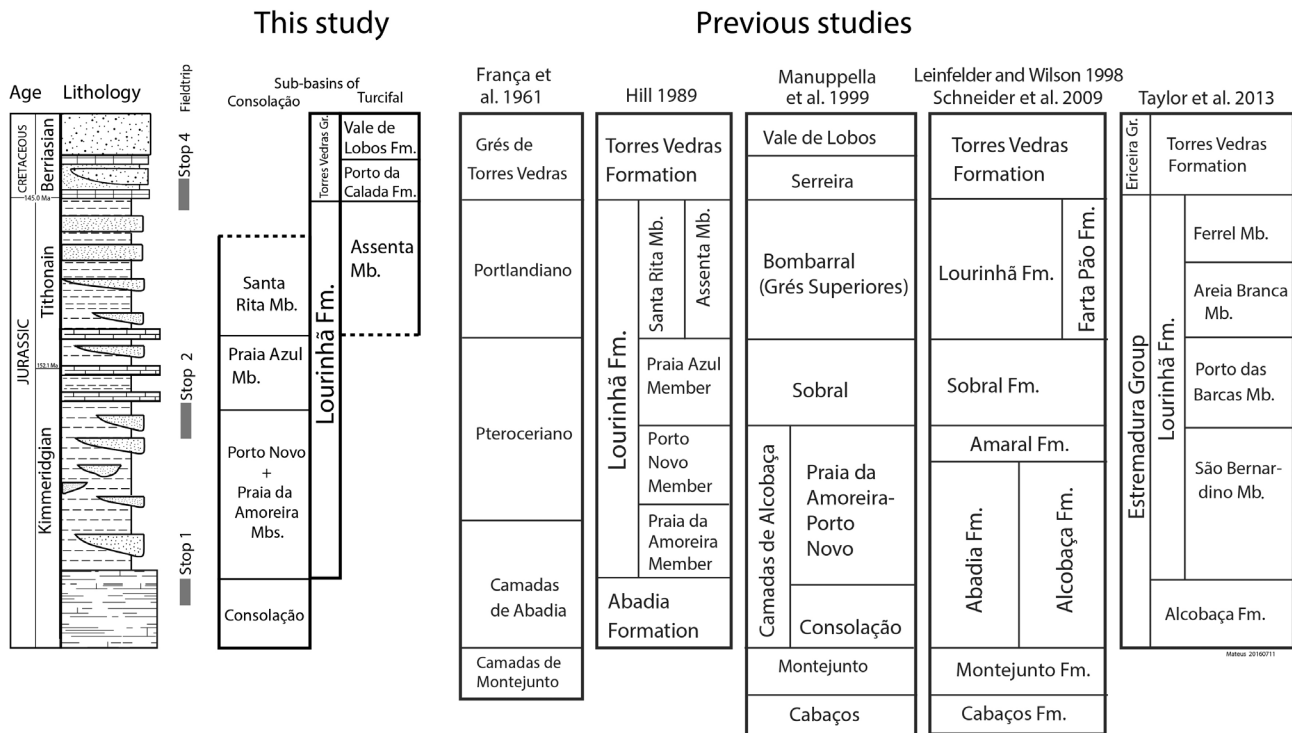 This study
Previous studies
Age
Lithology
Fieldtrip
Sub-basins of
Consolação
Turcifal
França et
al. 1961
Hill 1989
Manuppella
et al. 1999
Leinfelder and Wilson 1998
Schneider et al. 2009
Taylor et al. 2013
CRETACEOUS
Berriasian
145.0 Ma
JURASSIC
Tithonain
152.1 Ma
Kimmeridgian
Stop 4
Stop 2
Stop 1
Santa
Rita Mb.
Praia Azul
Mb.
Porto Novo
+
Praia da
Amoreira
Mbs.
Consolação
Torres Vedras Gr.
Lourinhã Fm.
Vale de
Lobos Fm.
Porto da
Calada Fm.
Assenta
Mb.
Grés de
Torres Vedras
Portlandiano
Pteroceriano
Camadas
de Abadia
Camadas de
Montejunto
Torres Vedras
Formation
Lourinhã Fm.
Santa Rita Mb.
Assenta Mb.
Praia Azul
Member
Porto
Novo
Member
Praia da
Amoreira
Member
Abadia
Formation
Vale de Lobos
Serreira
Bombarral
(Grés Superiores)
Sobral
Camadas de Alcobaça
Praia da
Amoreira-
Porto
Novo
Consolação
Montejunto
Cabaços
Torres Vedras
Formation
Lourinhã Fm.
Farta Pão Fm.
Sobral Fm.
Amaral Fm.
Abadia Fm.
Alcobaça Fm.
Montejunto Fm.
Cabaços Fm.
Ericeira Gr.
Torres Vedras
Formation
Estremadura Group
Lourinhã Fm.
Ferrel Mb.
Areia Branca
Mb.
Porto das
Barcas Mb.
São Bernar-
dino Mb.
Alcobaça Fm.
Mateus 20160711